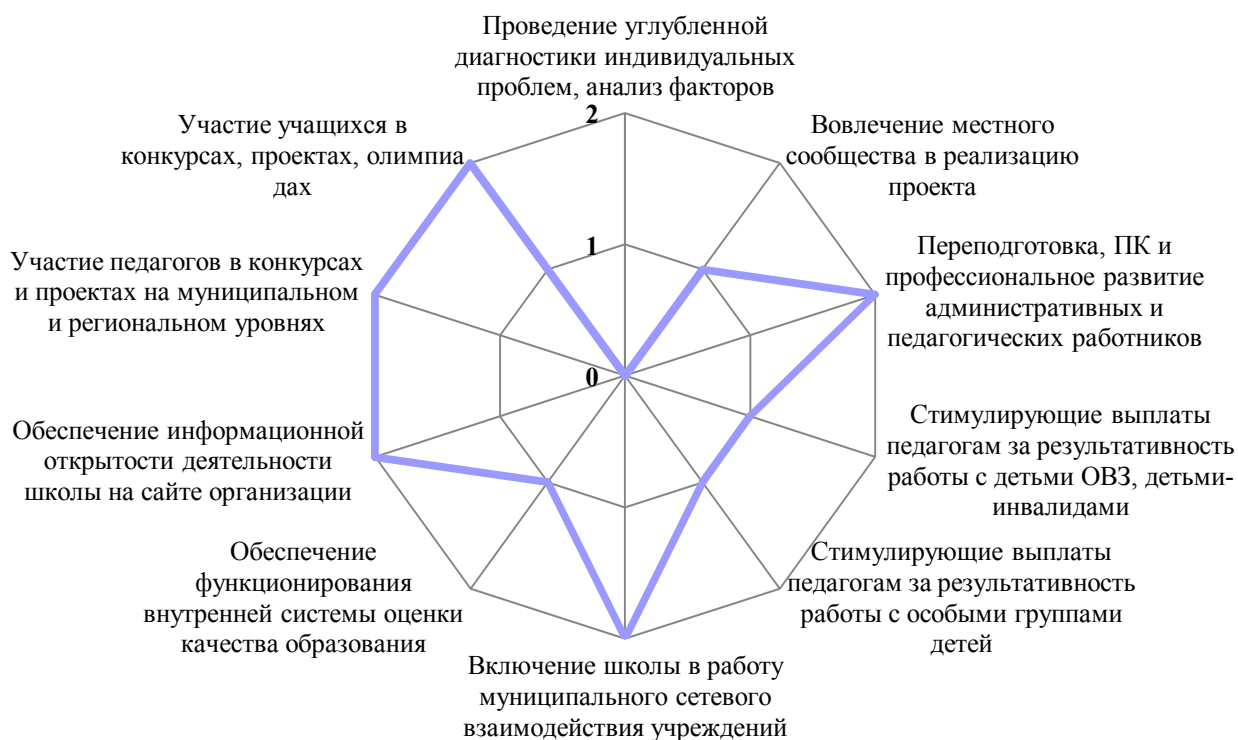 Проведение углубленной
диагностики индивидуальных
проблем, анализ факторов
2
1
0
Вовлечение местного
сообщества в реализацию
проекта
Переподготовка, ПК и
профессиональное развитие
административных и
педагогических работников
Стимулирующие выплаты
педагогам за результативность
работы с детьми ОВЗ, детьми-
инвалидами
Стимулирующие выплаты
педагогам за результативность
работы с особыми группами
детей
Включение школы в работу
муниципального сетевого
взаимодействия учреждений
Обеспечение
функционирования
внутренней системы оценки
качества образования
Обеспечение информационной
открытости деятельности
школы на сайте организации
Участие педагогов в конкурсах
и проектах на муниципальном
и региональном уровнях
Участие учащихся в
конкурсах, проектах, олимпиа
дах